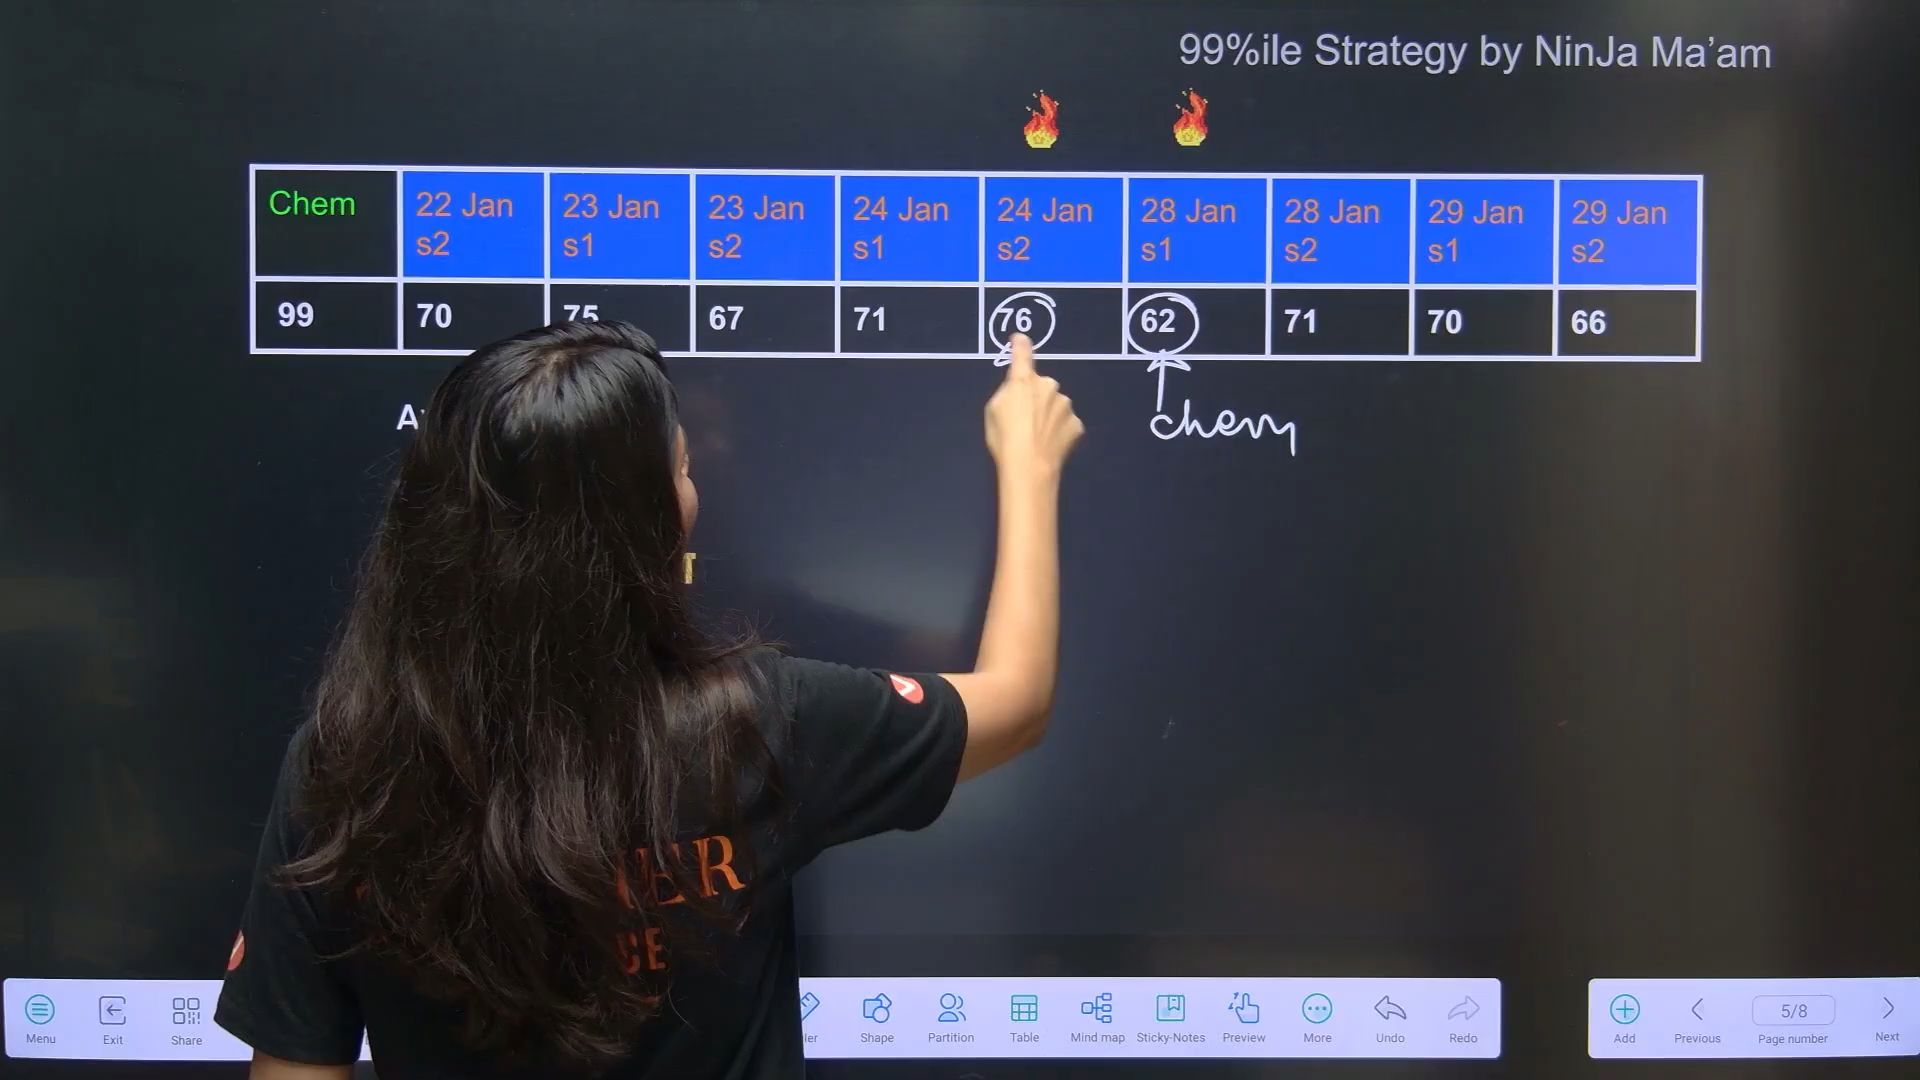 99%ile Strategy by NinJa Ma'am
Chem 22 Jan s2 23 Jan s1 23 Jan s2 24 Jan s1 24 Jan s2 28 Jan s1 28 Jan s2 29 Jan s1 29 Jan s2
99 70 75 67 71 76 62 71 70 66
chem
Menu Exit Share Shape Partition Table Mind map Sticky-Notes Preview More Undo Redo Add Previous 5/8 Page number Next